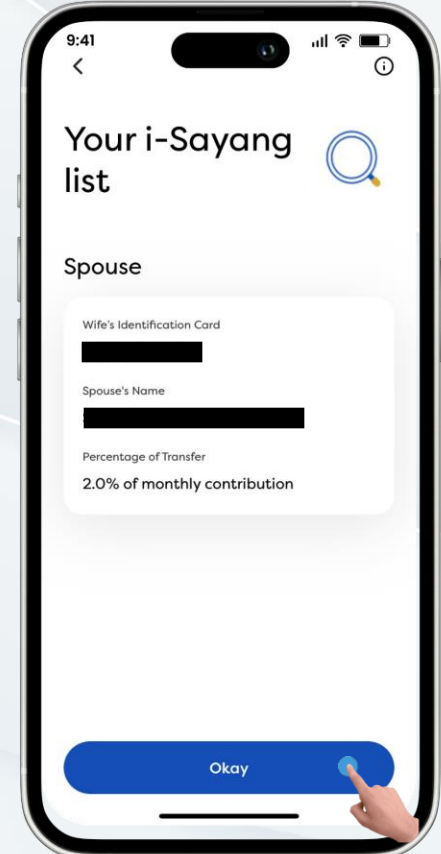 9:41
Your i-Sayang
list
Spouse
Wife's Identification Card
Spouse's Name
Percentage of Transfer
2.0% of monthly contribution
Okay